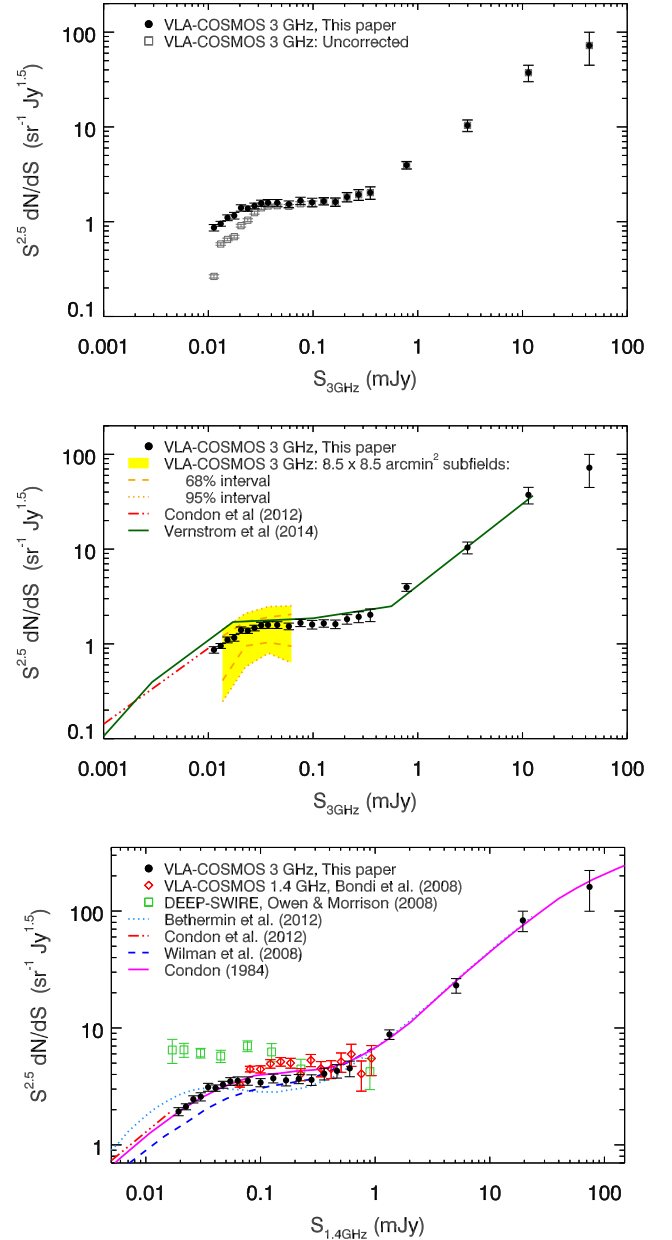 VLA-COSMOS 3 GHz, This paper
VLA-COSMOS 3 GHz: Uncorrected
100
10
1
0.1
S^2.5 dN/dS (sr^-1 Jy^1.5)
0.001 0.01 0.1 1 10 100
S_3GHz (mJy)
VLA-COSMOS 3 GHz, This paper
VLA-COSMOS 3 GHz: 8.5 x 8.5 arcmin^2 subfields:
68% interval
95% interval
Condon et al (2012)
Vernstrom et al (2014)
100
10
1
0.1
S^2.5 dN/dS (sr^-1 Jy^1.5)
0.001 0.01 0.1 1 10 100
S_3GHz (mJy)
VLA-COSMOS 3 GHz, This paper
VLA-COSMOS 1.4 GHz, Bondi et al. (2008)
DEEP-SWIRE, Owen & Morrison (2008)
Bethermin et al. (2012)
Condon et al. (2012)
Wilman et al. (2008)
Condon (1984)
100
10
1
S^2.5 dN/dS (sr^-1 Jy^1.5)
0.01 0.1 1 10 100
S_1.4GHz (mJy)